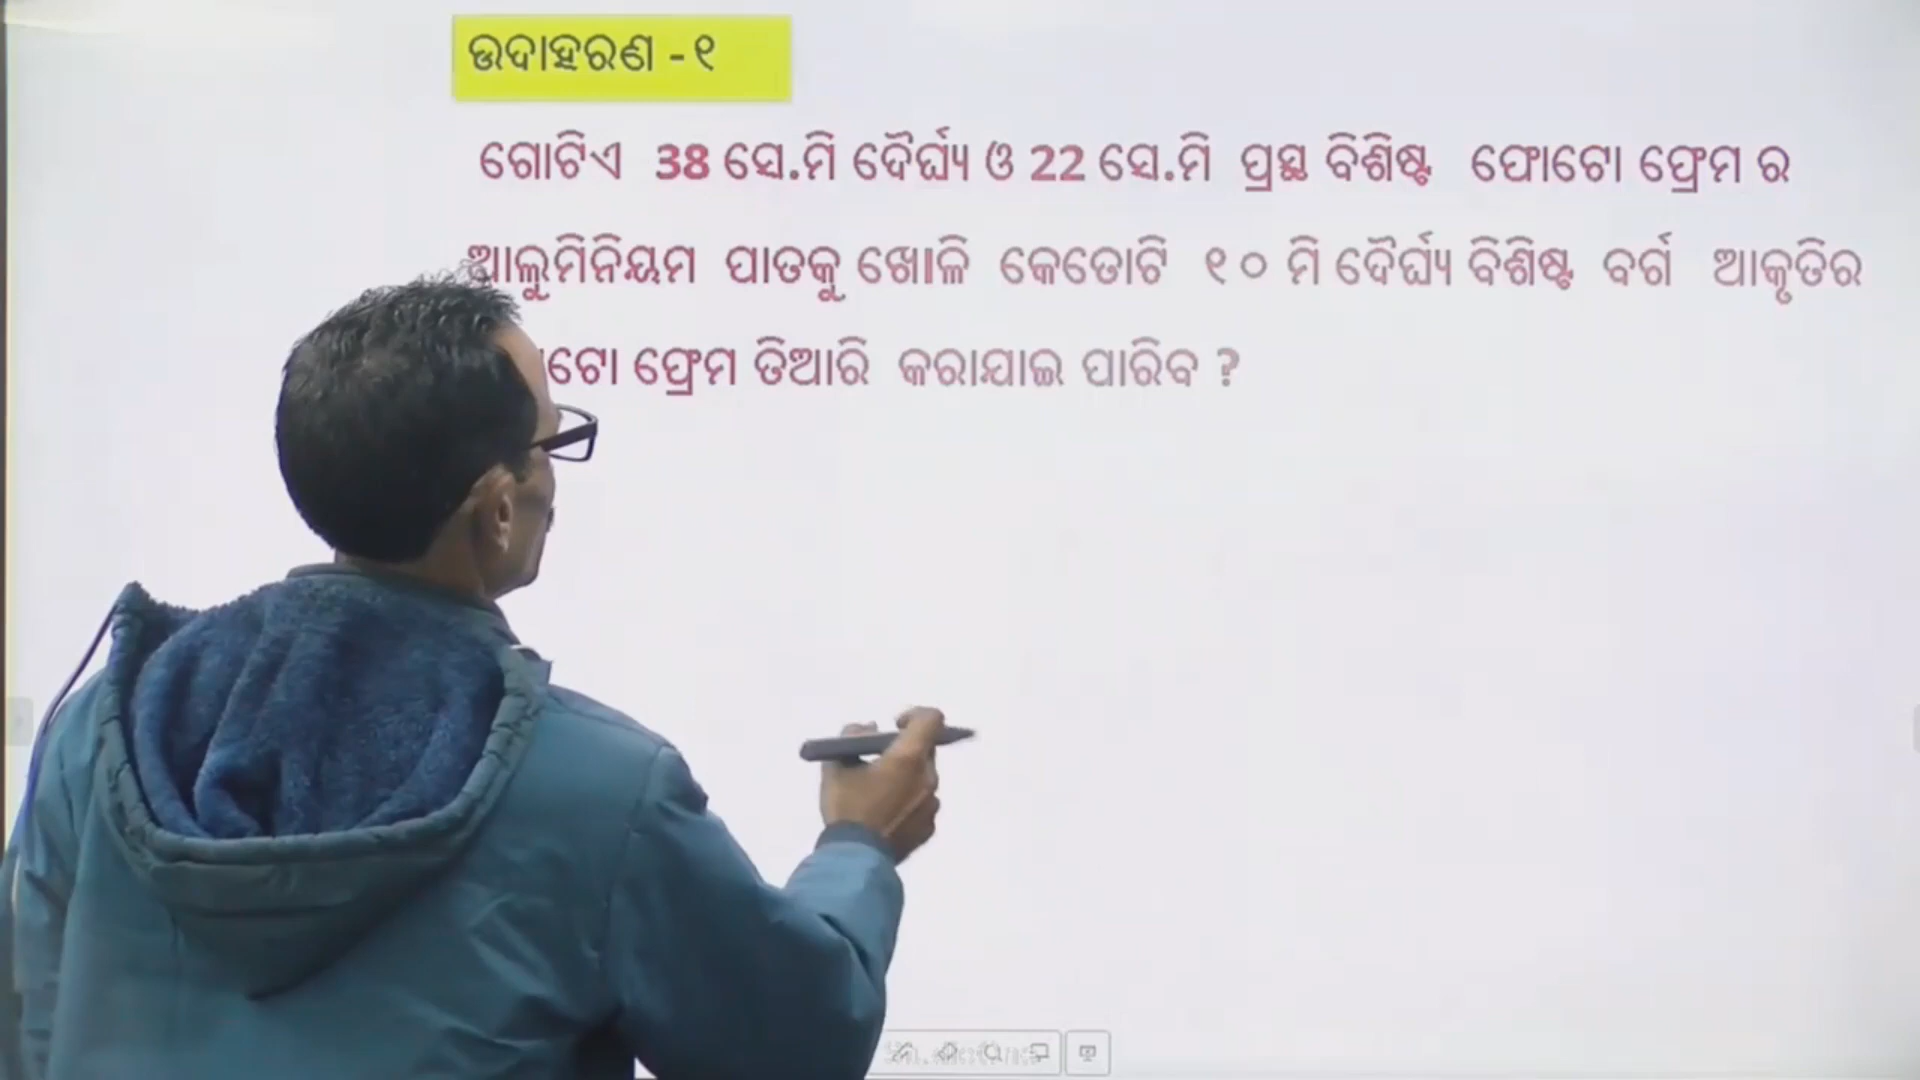 ଉଦାହରଣ -୧
ଗୋଟିଏ 38 ସେ.ମି ଦୈର୍ଘ୍ୟ ଓ 22 ସେ.ମି ପ୍ରସ୍ଥ ବିଶିଷ୍ଟ ଫୋଟୋ ଫ୍ରେମ ର
ଆଲୁମିନିୟମ ପାତକୁ ଖୋଳି କେତୋଟି ୧୦ ମି ଦୈର୍ଘ୍ୟ ବିଶିଷ୍ଟ ବର୍ଗ ଆକୃତିର
ଫ୍ରେମ ତିଆରି କରାଯାଇ ପାରିବ ?